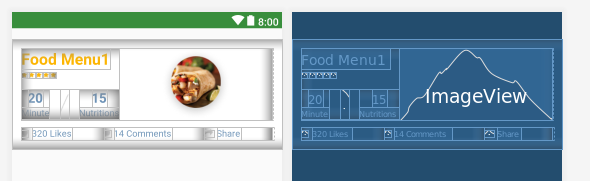 8:00
Food Menu1
20 15
Minute Nutritions
320 Likes 14 Comments Share
Food Menu1
20 15
Minute Nutritions
ImageView
320 Likes 14 Comments Share